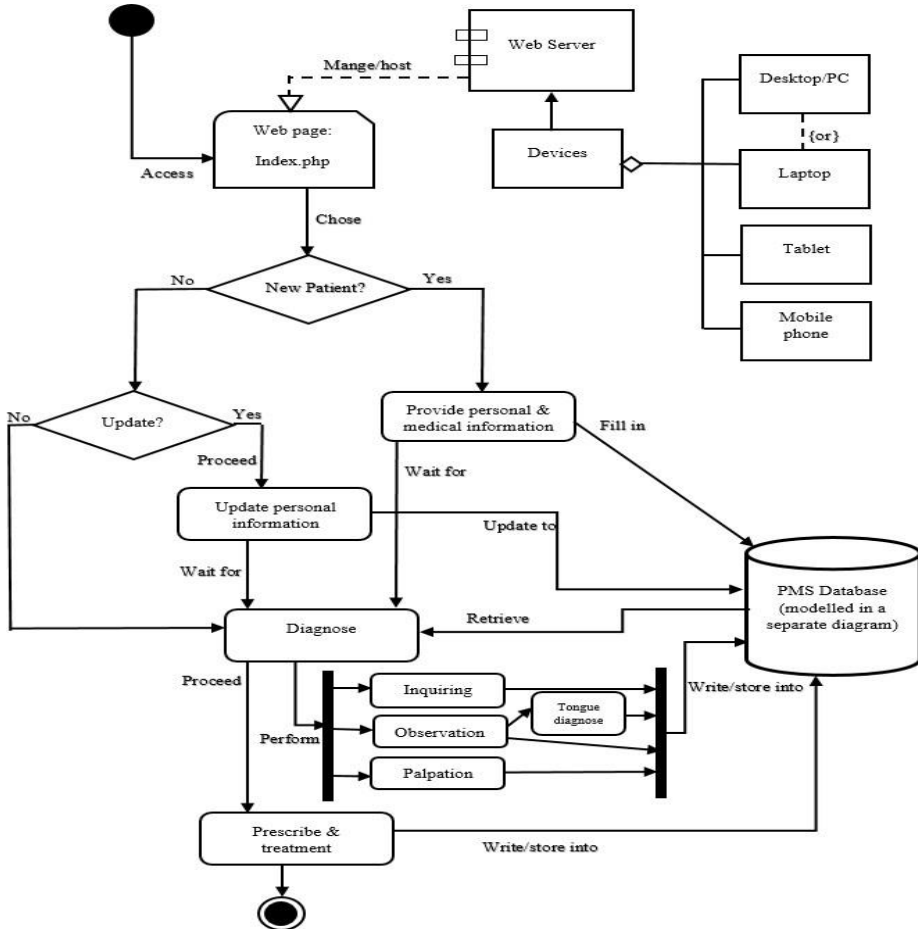 Web Server
Mange/host
Desktop/PC
Web page:
Index.php
{or}
Devices
Access
Laptop
Chose
Tablet
No
New Patient?
Yes
Mobile
phone
No
Update?
Yes
Provide personal &
medical information
Fill in
Proceed
Wait for
Update personal
information
Update to
Wait for
PMS Database
(modelled in a
separate diagram)
Diagnose
Retrieve
Proceed
Inquiring
Write/store into
Tongue
diagnose
Perform
Observation
Palpation
Prescribe &
treatment
Write/store into